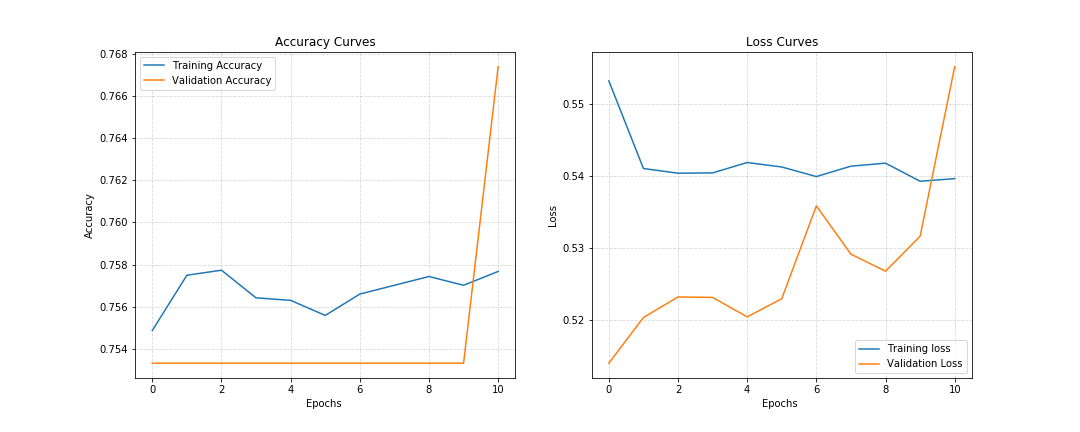 Accuracy Curves
0.768
0.766
0.764
0.762
0.760
0.758
0.756
0.754
Accuracy
Training Accuracy
Validation Accuracy
0 2 4 6 8 10
Epochs
Loss Curves
0.55
0.54
0.53
0.52
Loss
Training loss
Validation Loss
0 2 4 6 8 10
Epochs